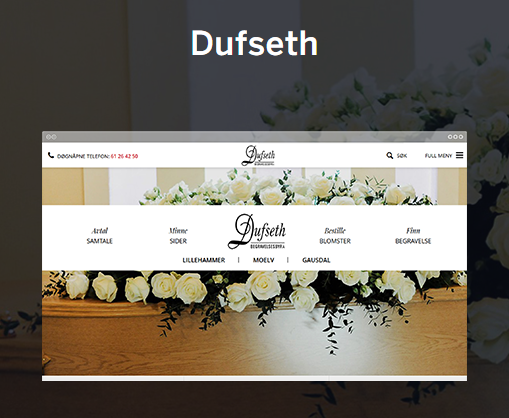 Dufseth
DØGNÅPNE TELEFON: 61 26 42 50
Dufseth
SØK
FULL MENY
Avtal
SAMTALE
Minne
SIDER
Dufseth
BEGRAVELSESBYRÅ
Bestille
BLOMSTER
Finn
BEGRAVELSE
LILLEHAMMER | MOELV | GAUSDAL